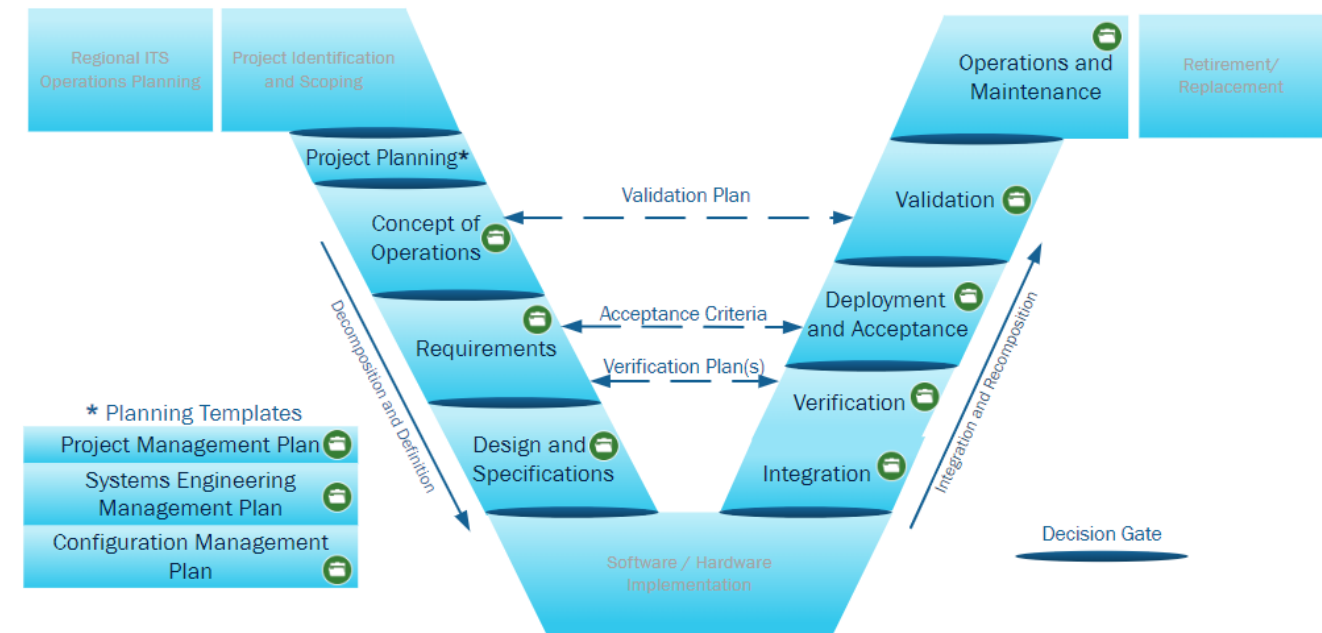 Regional ITS
Operations Planning
Project Identification
and Scoping
Project Planning*
Concept of
Operations
Requirements
Design and
Specifications
Decomposition and Definition
Software / Hardware
Implementation
Validation Plan
Acceptance Criteria
Verification Plan(s)
Operations and
Maintenance
Retirement/
Replacement
Validation
Deployment
and Acceptance
Verification
Integration
Integration and Recomposition
* Planning Templates
Project Management Plan
Systems Engineering
Management Plan
Configuration Management
Plan
Decision Gate